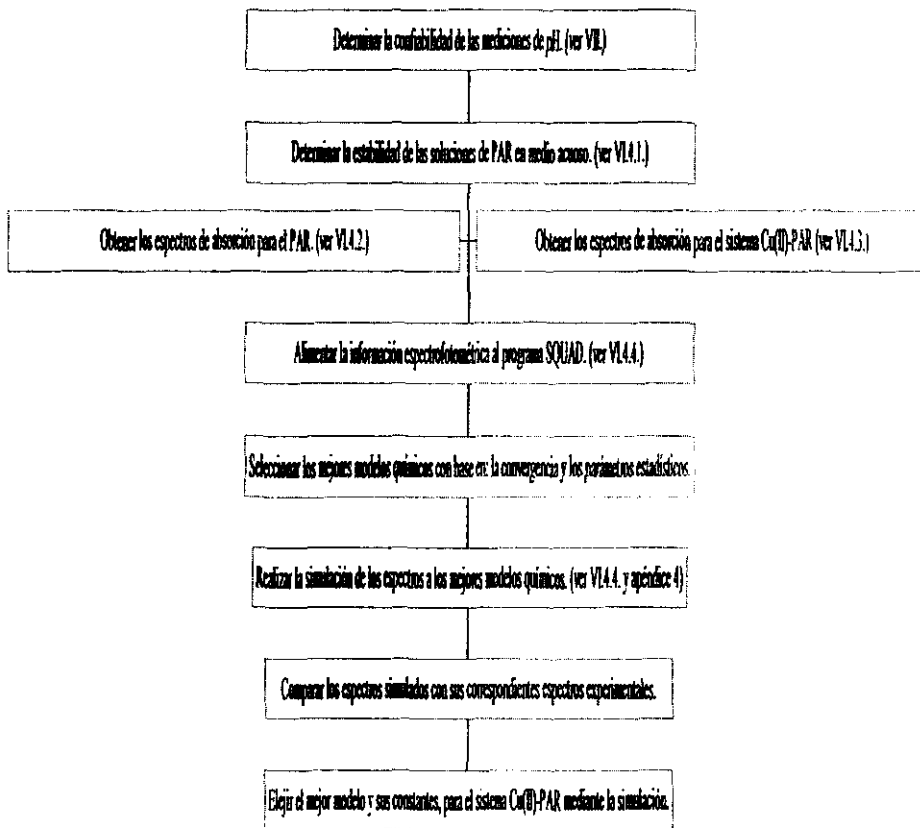 Determinar la confiabilidad de las mediciones de pH. (ver VII.)
Determinar la estabilidad de las soluciones de PAR en medio acuoso. (ver VI.4.1.)
Obtener los espectros de absorción para el PAR. (ver VI.4.2.)
Obtener los espectros de absorción para el sistema Cu(II)-PAR (ver VI.4.3.)
Alimentar la información espectrofotométrica al programa SQUAD. (ver VI.4.4.)
Seleccionar los mejores modelos químicos con base en: la convergencia y los parámetros estadísticos.
Realizar la simulación de los espectros a los mejores modelos químicos. (ver VI.4.4. y apéndice 4)
Comparar los espectros simulados con sus correspondientes espectros experimentales.
Elejir el mejor modelo y sus constantes, para el sistema Cu(II)-PAR mediante la simulación.